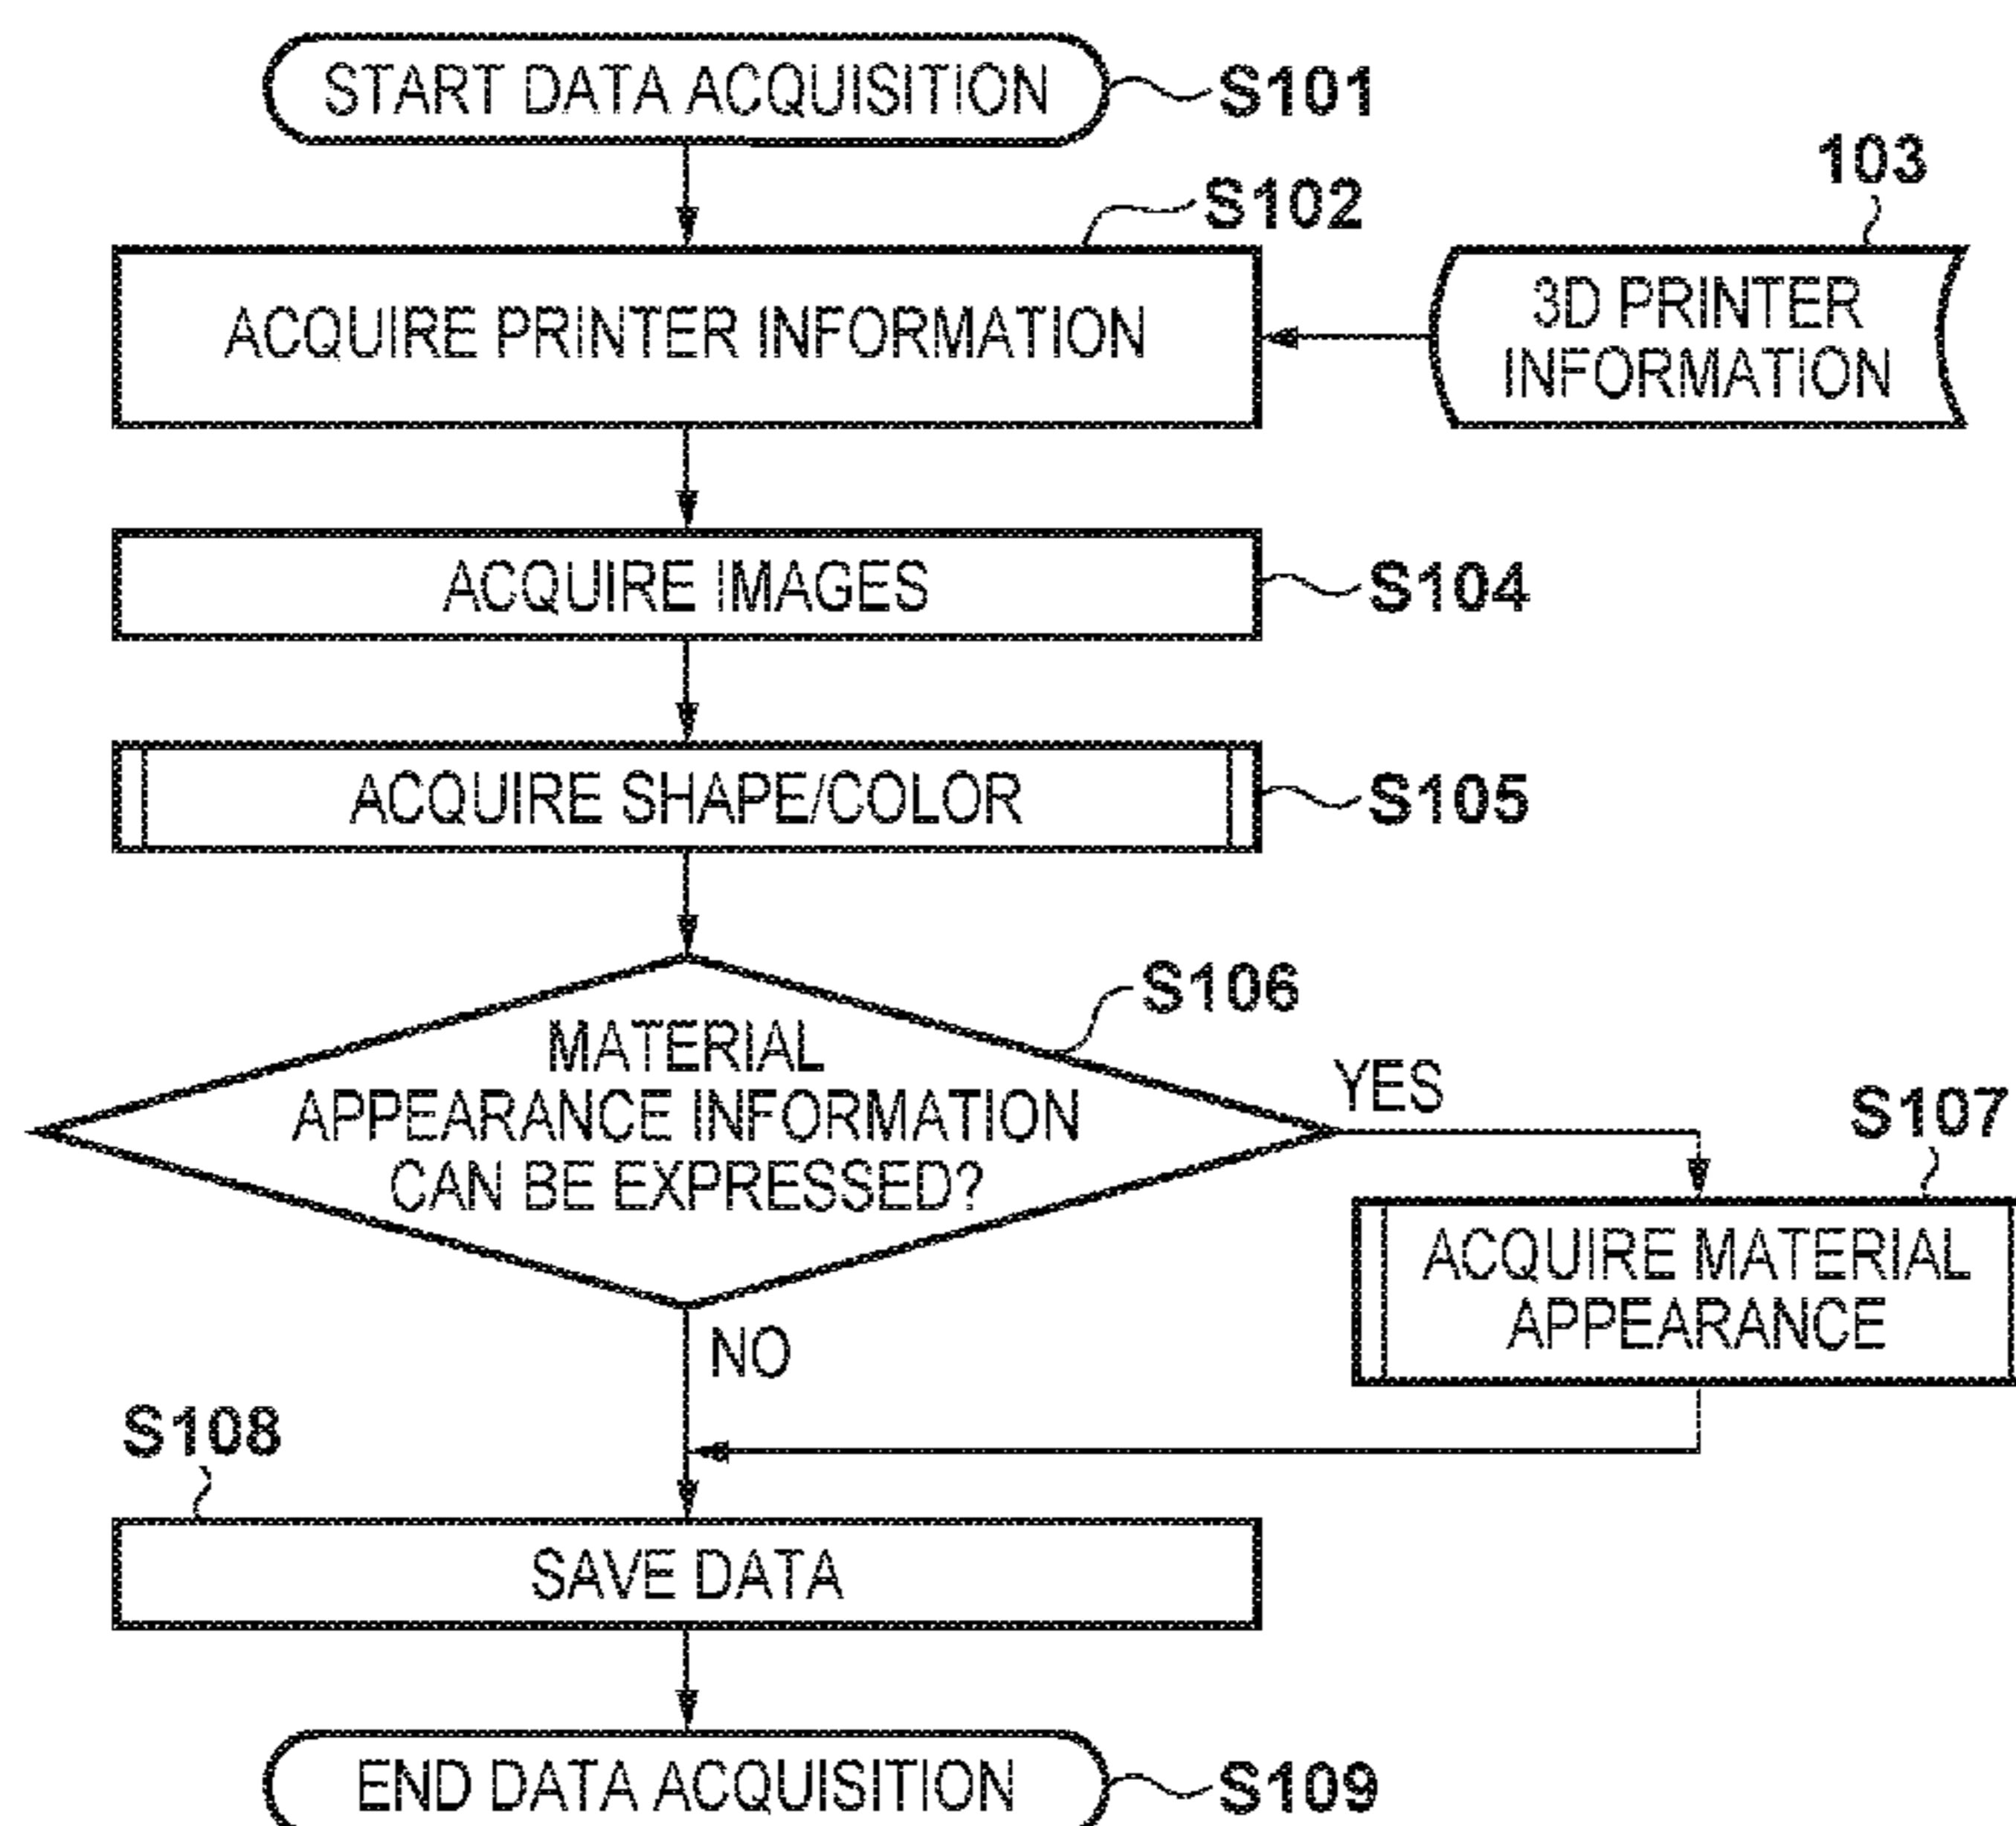 START DATA ACQUISITION
S101
103
S102
ACQUIRE PRINTER INFORMATION
3D PRINTER
INFORMATION
ACQUIRE IMAGES
S104
ACQUIRE SHAPE/COLOR
S105
S106
MATERIAL
APPEARANCE INFORMATION
CAN BE EXPRESSED?
YES
S107
ACQUIRE MATERIAL
APPEARANCE
NO
S108
SAVE DATA
END DATA ACQUISITION
S109